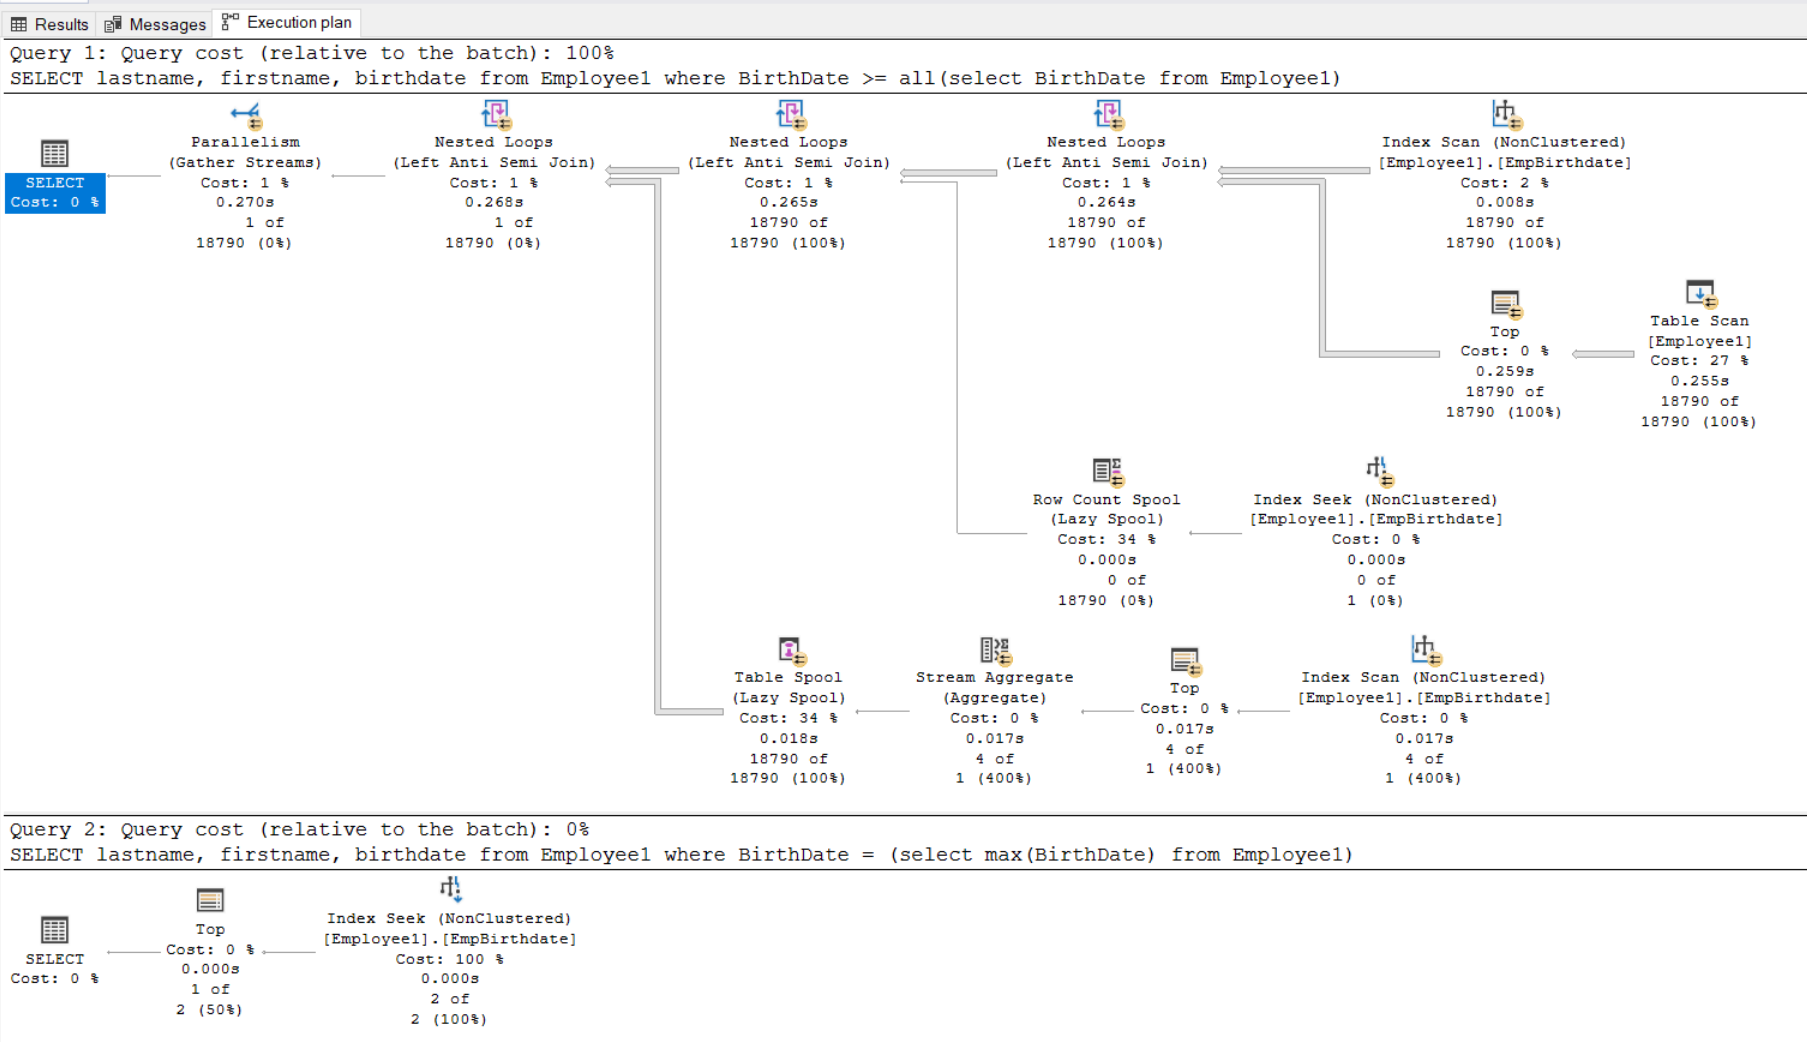 Results Messages Execution plan
Query 1: Query cost (relative to the batch): 100%
SELECT lastname, firstname, birthdate from Employee1 where BirthDate >= all(select BirthDate from Employee1)
SELECT
Cost: 0 %
Parallelism
(Gather Streams)
Cost: 1 %
0.270s
1 of
18790 (0%)
Nested Loops
(Left Anti Semi Join)
Cost: 1 %
0.268s
1 of
18790 (0%)
Nested Loops
(Left Anti Semi Join)
Cost: 1 %
0.265s
18790 of
18790 (100%)
Nested Loops
(Left Anti Semi Join)
Cost: 1 %
0.264s
18790 of
18790 (100%)
Index Scan (NonClustered)
[Employee1].[EmpBirthdate]
Cost: 2 %
0.008s
18790 of
18790 (100%)
Top
Cost: 0 %
0.259s
18790 of
18790 (100%)
Table Scan
[Employee1]
Cost: 27 %
0.255s
18790 of
18790 (100%)
Row Count Spool
(Lazy Spool)
Cost: 34 %
0.000s
0 of
18790 (0%)
Index Seek (NonClustered)
[Employee1].[EmpBirthdate]
Cost: 0 %
0.000s
0 of
1 (0%)
Table Spool
(Lazy Spool)
Cost: 34 %
0.018s
18790 of
18790 (100%)
Stream Aggregate
(Aggregate)
Cost: 0 %
0.017s
4 of
1 (400%)
Top
Cost: 0 %
0.017s
4 of
1 (400%)
Index Scan (NonClustered)
[Employee1].[EmpBirthdate]
Cost: 0 %
0.017s
4 of
1 (400%)
Query 2: Query cost (relative to the batch): 0%
SELECT lastname, firstname, birthdate from Employee1 where BirthDate = (select max(BirthDate) from Employee1)
SELECT
Cost: 0 %
Top
Cost: 0 %
0.000s
1 of
2 (50%)
Index Seek (NonClustered)
[Employee1].[EmpBirthdate]
Cost: 100 %
0.000s
2 of
2 (100%)